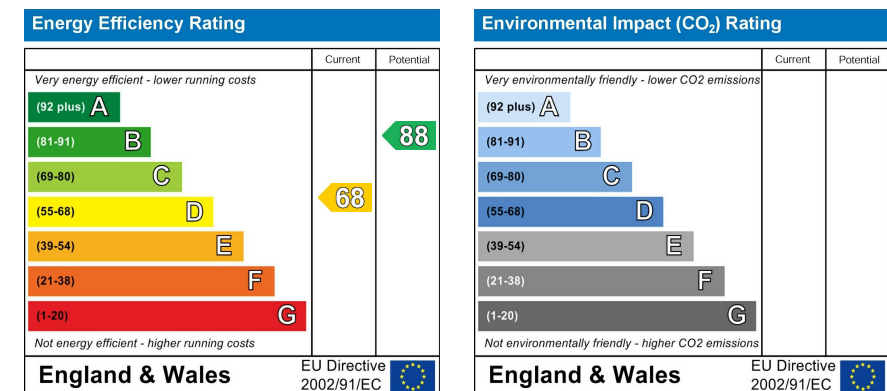 Energy Efficiency Rating
Current Potential
Very energy efficient - lower running costs
(92 plus) A
(81-91) B
88
(69-80) C
(55-68) D
68
(39-54) E
(21-38) F
(1-20) G
Not energy efficient - higher running costs
England & Wales
EU Directive
2002/91/EC
Environmental Impact (CO₂) Rating
Current Potential
Very environmentally friendly - lower CO2 emissions
(92 plus) A
(81-91) B
(69-80) C
(55-68) D
(39-54) E
(21-38) F
(1-20) G
Not environmentally friendly - higher CO2 emissions
England & Wales
EU Directive
2002/91/EC